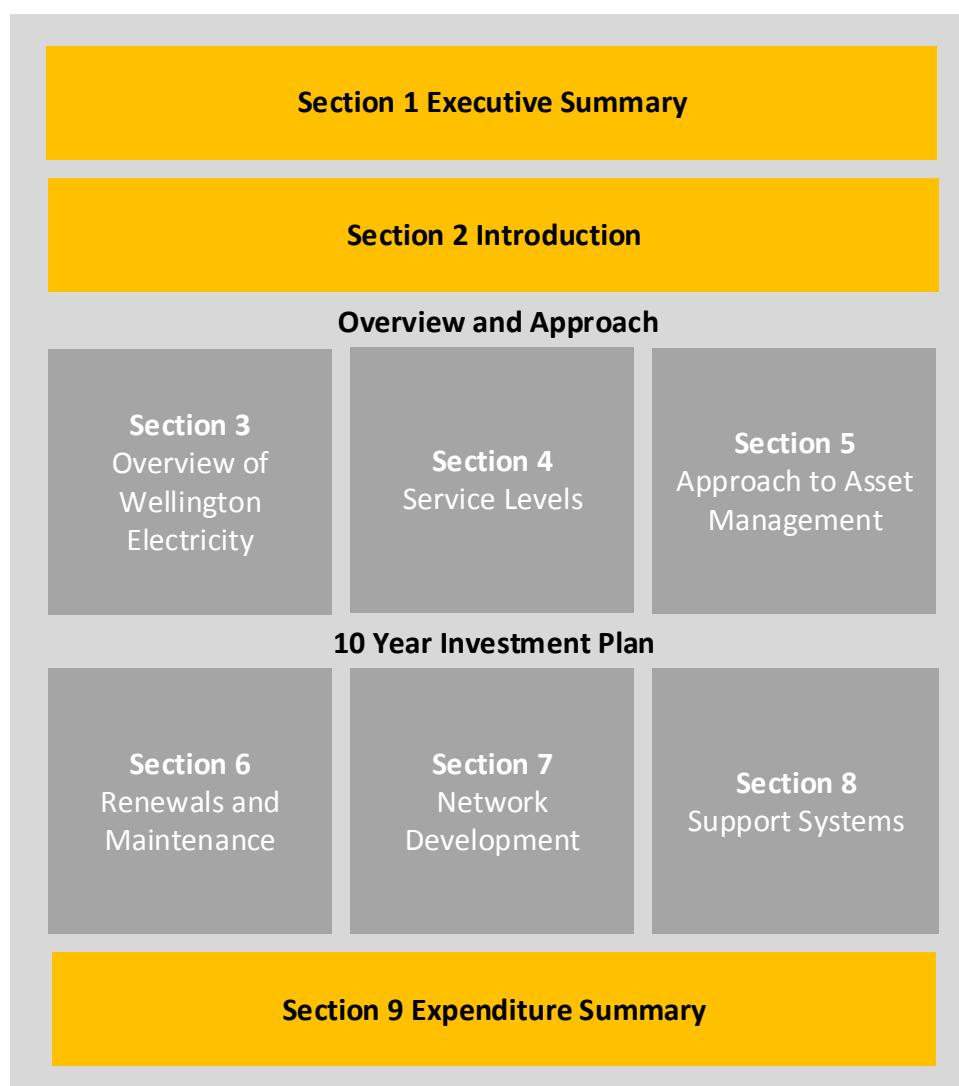 Section 1 Executive Summary
Section 2 Introduction
Overview and Approach
Section 3
Overview of
Wellington
Electricity
Section 4
Service Levels
Section 5
Approach to Asset
Management
10 Year Investment Plan
Section 6
Renewals and
Maintenance
Section 7
Network
Development
Section 8
Support Systems
Section 9 Expenditure Summary